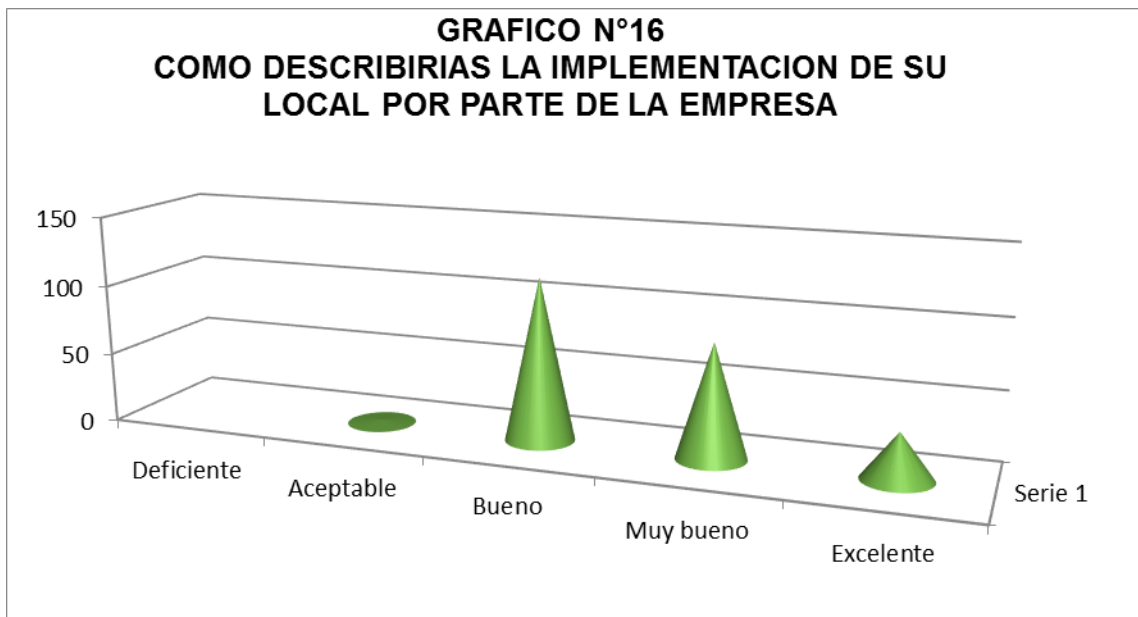 GRAFICO N°16
COMO DESCRIBIRIAS LA IMPLEMENTACION DE SU
LOCAL POR PARTE DE LA EMPRESA
150
100
50
0
Deficiente
Aceptable
Bueno
Muy bueno
Excelente
Serie 1